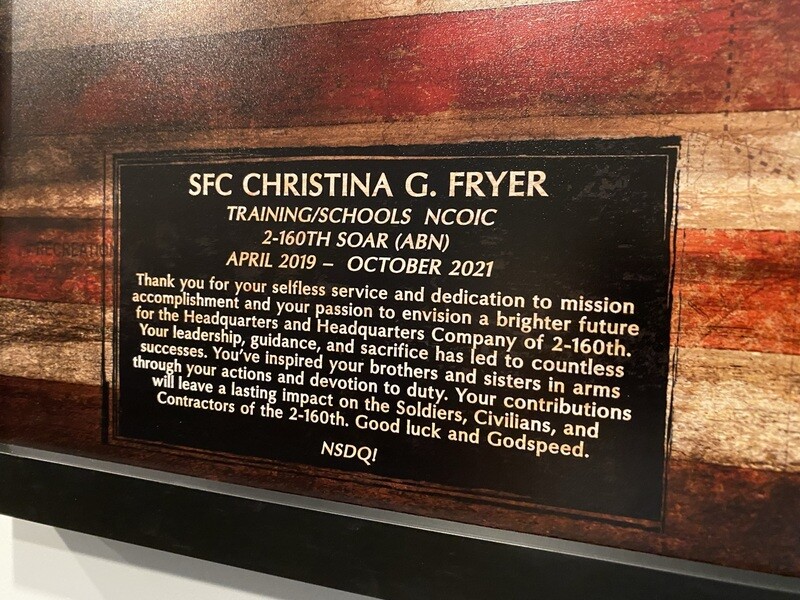 SFC CHRISTINA G. FRYER
TRAINING/SCHOOLS NCOIC
2-160TH SOAR (ABN)
APRIL 2019 – OCTOBER 2021
Thank you for your selfless service and dedication to mission
accomplishment and your passion to envision a brighter future
for the Headquarters and Headquarters Company of 2-160th.
Your leadership, guidance, and sacrifice has led to countless
successes. You've inspired your brothers and sisters in arms
through your actions and devotion to duty. Your contributions
will leave a lasting impact on the Soldiers, Civilians, and
Contractors of the 2-160th. Good luck and Godspeed.
NSDQ!